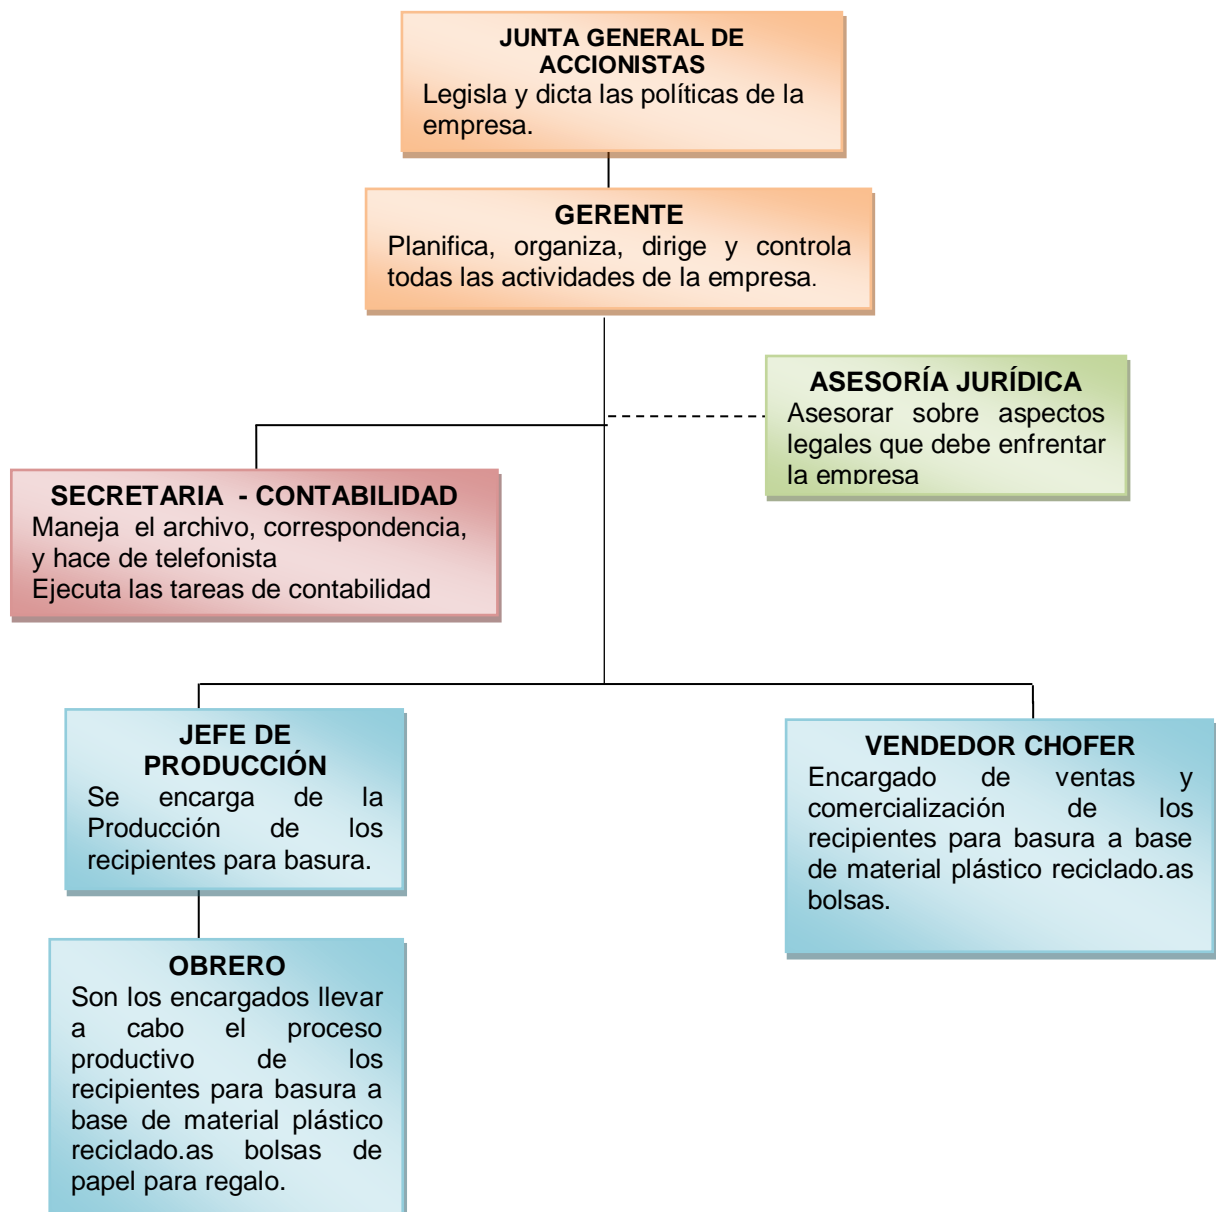 JUNTA GENERAL DE
ACCIONISTAS
Legisla y dicta las políticas de la
empresa.
GERENTE
Planifica, organiza, dirige y controla
todas las actividades de la empresa.
ASESORÍA JURÍDICA
Asesorar sobre aspectos
legales que debe enfrentar
la empresa
SECRETARIA - CONTABILIDAD
Maneja el archivo, correspondencia,
y hace de telefonista
Ejecuta las tareas de contabilidad
JEFE DE
PRODUCCIÓN
Se encarga de la
Producción de los
recipientes para basura.
VENDEDOR CHOFER
Encargado de ventas y
comercialización de los
recipientes para basura a base
de material plástico reciclado.as
bolsas.
OBRERO
Son los encargados llevar
a cabo el proceso
productivo de los
recipientes para basura a
base de material plástico
reciclado.as bolsas de
papel para regalo.